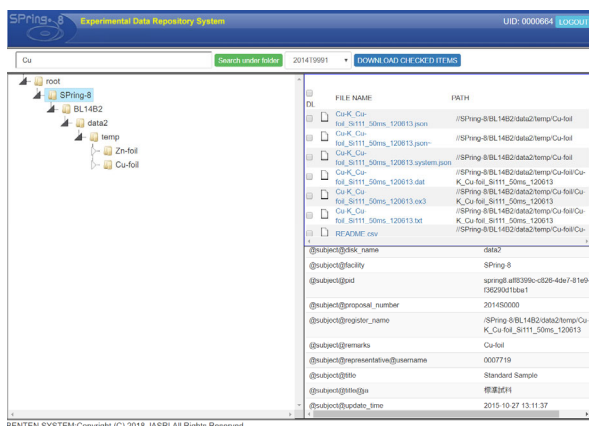 SPring-8
Experimental Data Repository System
UID: 0000664 LOGOUT
Cu
Search under folder
2014T9991
DOWNLOAD CHECKED ITEMS
root
SPring-8
BL14B2
data2
temp
Zn-foil
Cu-foil
DL FILE NAME PATH
Cu-K_Cu-
foil_Si111_50ms_120613.json
//SPring-8/BL14B2/data2/temp/Cu-foil
Cu-K_Cu-
foil_Si111_50ms_120613.json~
//SPring-8/BL14B2/data2/temp/Cu-foil
Cu-K_Cu-
foil_Si111_50ms_120613.system.json
//SPring-8/BL14B2/data2/temp/Cu-foil
Cu-K_Cu-
foil_Si111_50ms_120613.dat
//SPring-8/BL14B2/data2/temp/Cu-foil/Cu-
K_Cu-foil_Si111_50ms_120613
Cu-K_Cu-
foil_Si111_50ms_120613.ex3
//SPring-8/BL14B2/data2/temp/Cu-foil/Cu-
K_Cu-foil_Si111_50ms_120613
Cu-K_Cu-
foil_Si111_50ms_120613.txt
//SPring-8/BL14B2/data2/temp/Cu-foil/Cu-
K_Cu-foil_Si111_50ms_120613
README.csv
//SPring-8/BL14B2/data2/temp/Cu-foil/Cu-
@subject@disk_name data2
@subject@facility SPring-8
@subject@pid spring8.aff8399c-c826-4de7-81e9-
f36290d1bba1
@subject@proposal_number 2014S0000
@subject@register_name /SPring-8/BL14B2/data2/temp/Cu-
K_Cu-foil_Si111_50ms_120613
@subject@remarks Cu-foil
@subject@representative@username 0007719
@subject@title Standard Sample
@subject@title@ja 標準試料
@subject@update_time 2015-10-27 13:11:37
BENTEN SYSTEM:Copyright (C) 2018 JASRI All Rights Reserved